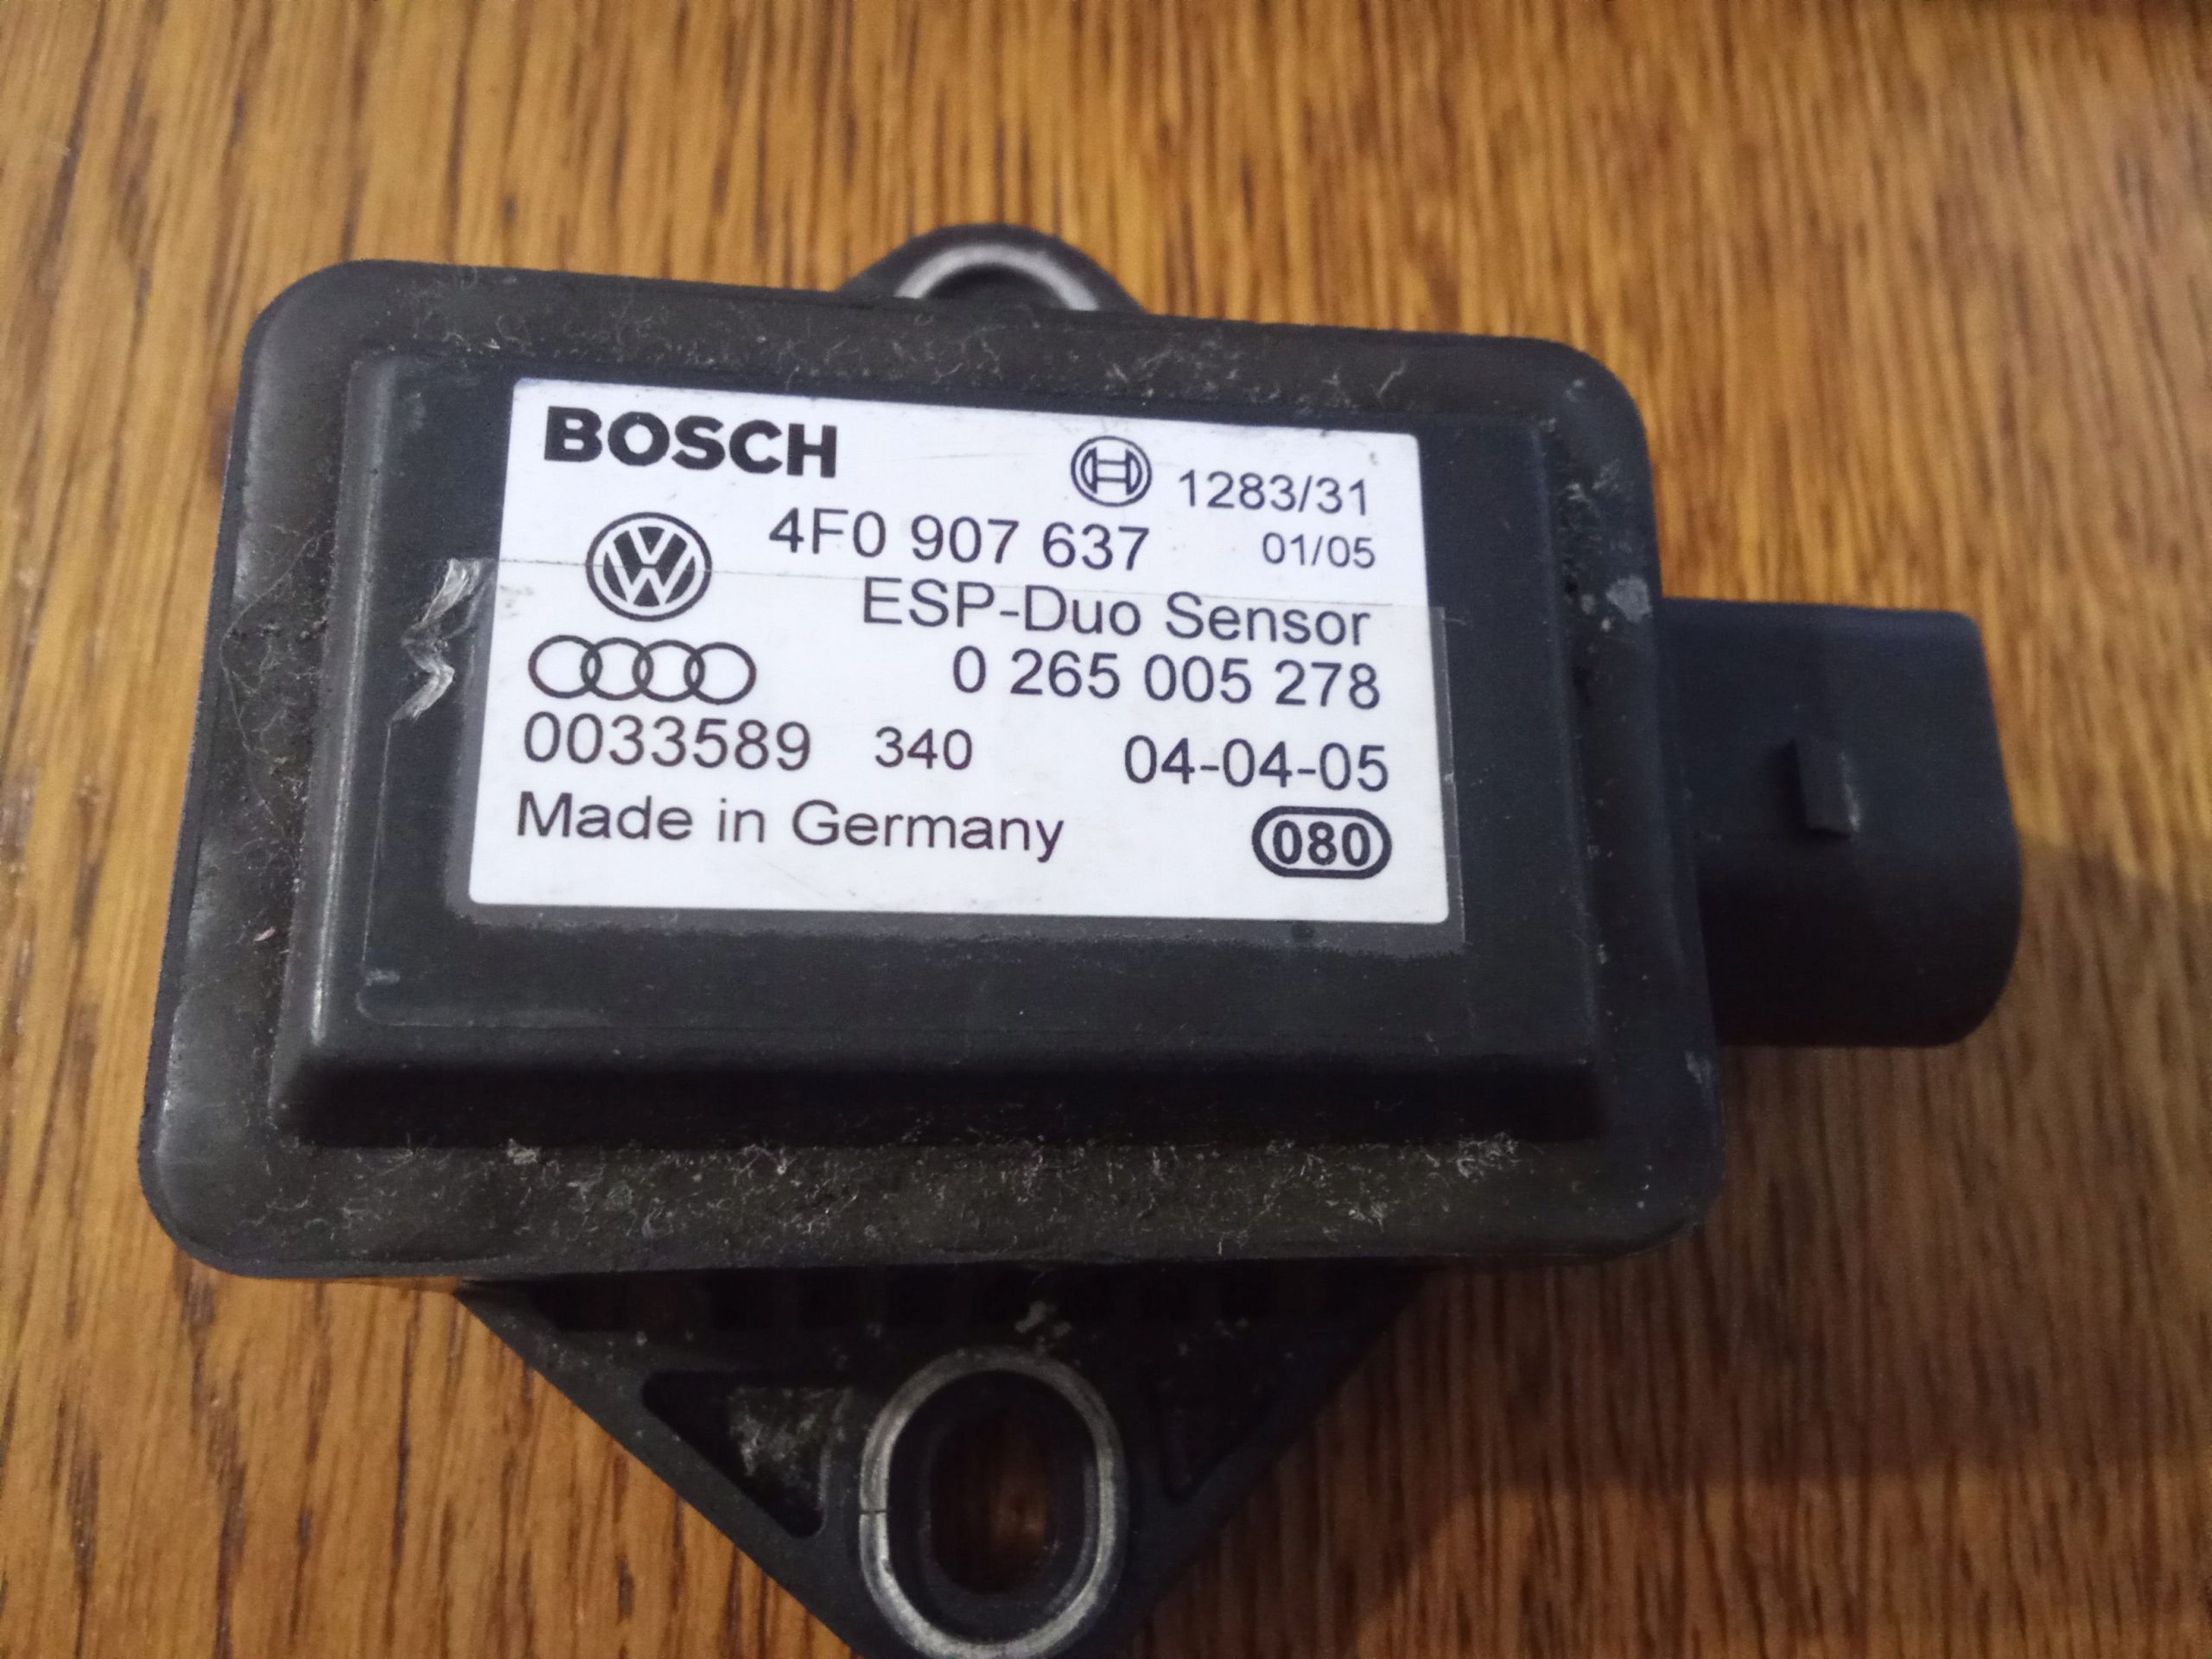 BOSCH
1283/31
4F0 907 637
01/05
ESP-Duo Sensor
0 265 005 278
0033589 340 04-04-05
Made in Germany
080